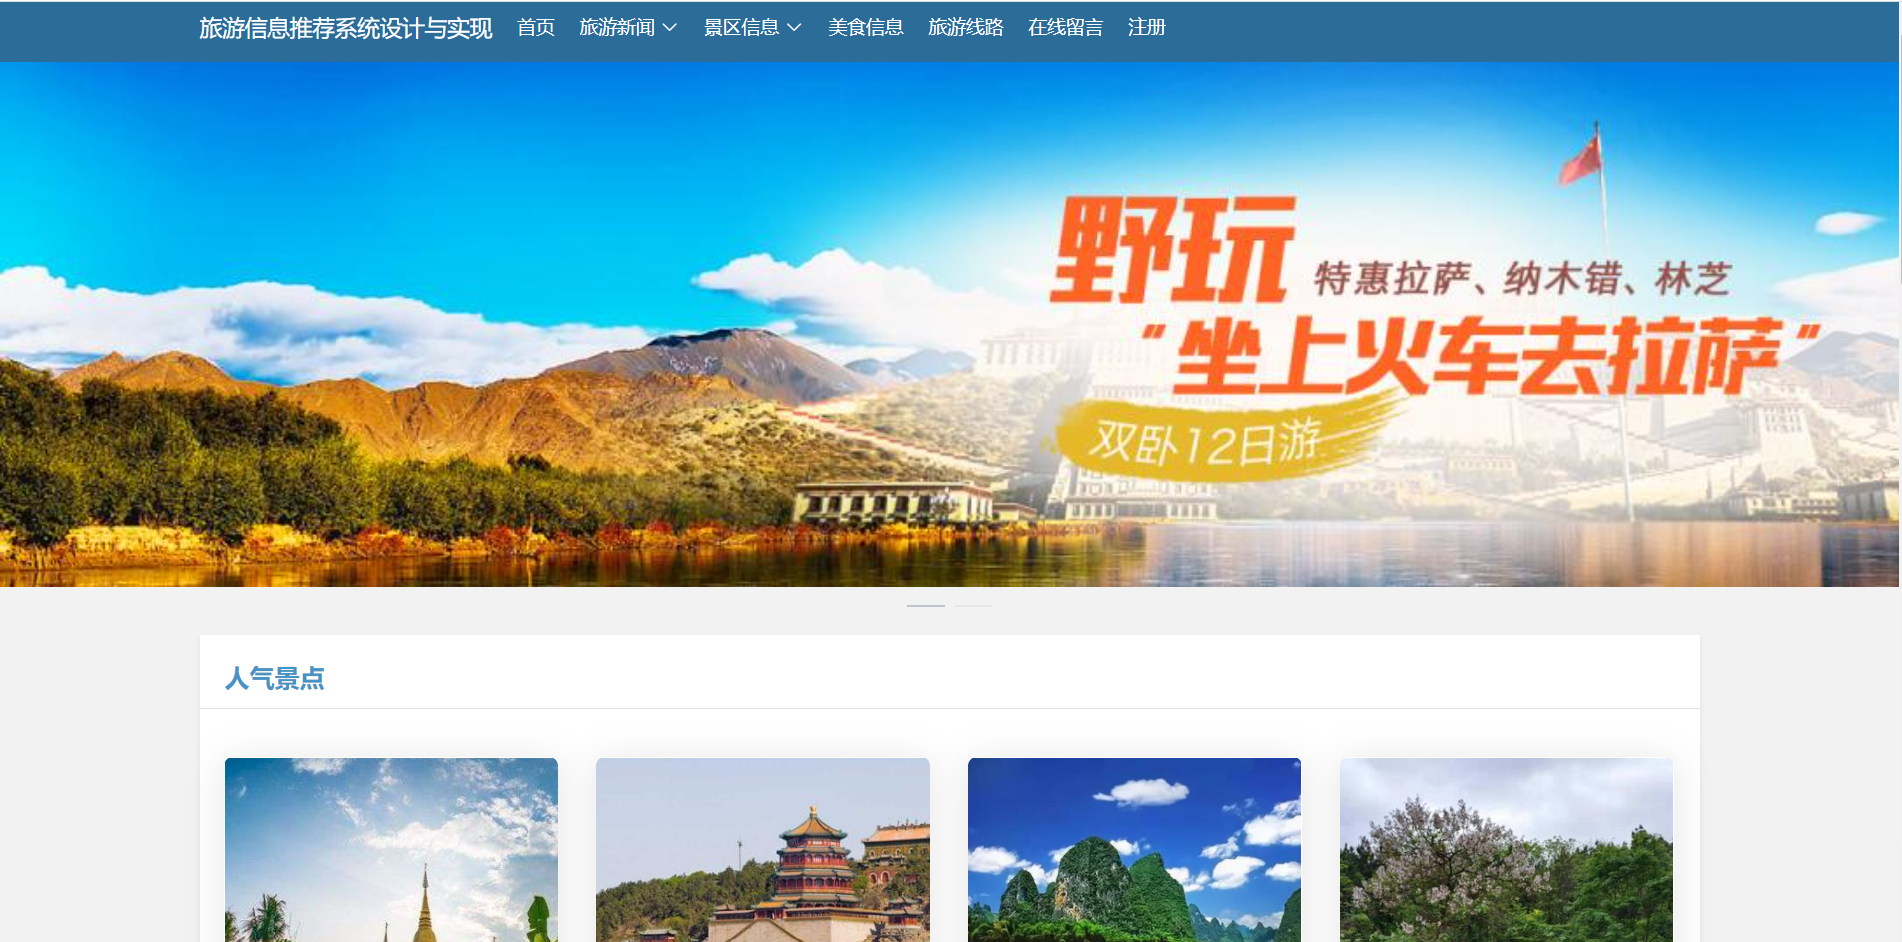 旅游信息推荐系统设计与实现 首页 旅游新闻 景区信息 美食信息 旅游线路 在线留言 注册
野玩 特惠拉萨、纳木错、林芝
“坐上火车去拉萨”
双卧12日游
人气景点